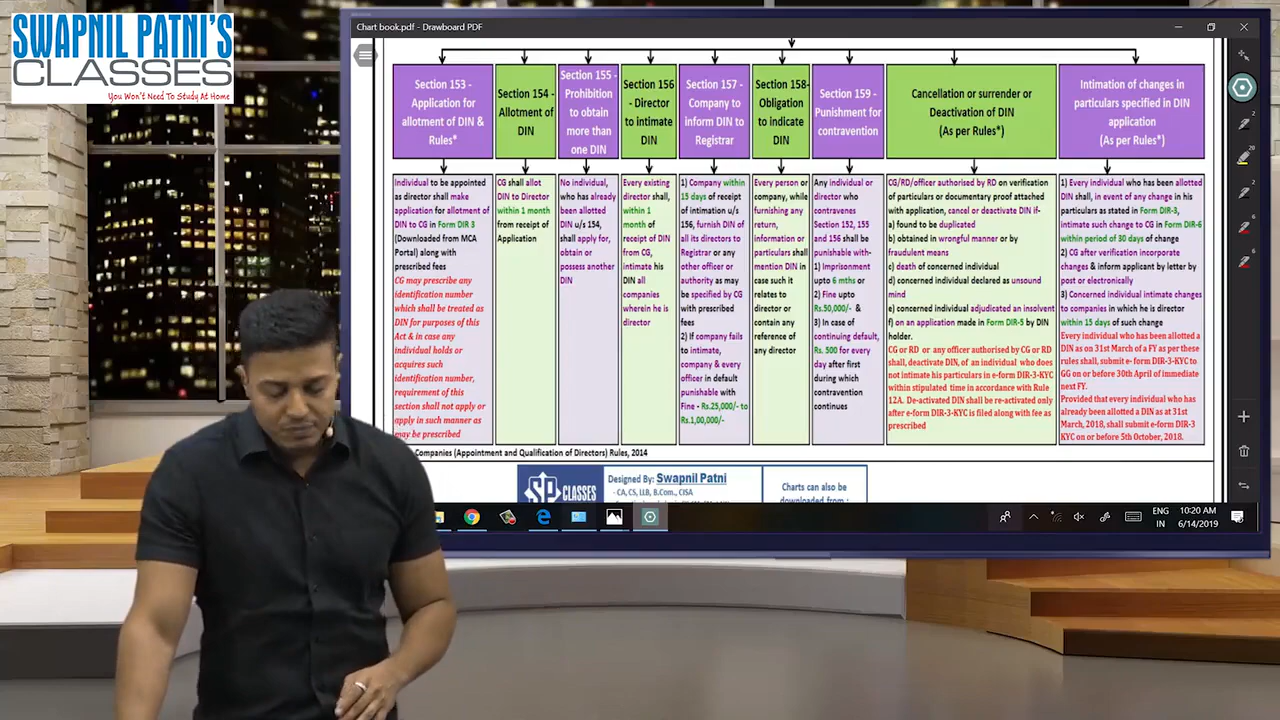 SWAPNIL PATNI'S
CLASSES
You Won't Need To Study At Home
Chart book.pdf - Drawboard PDF
Section 153 -
Application for
allotment of
DIN &
Rules*
Section 154 -
Allotment of
DIN
Section 155 -
Prohibition
to obtain
more than
one DIN
Section 156
- Director
to intimate
DIN
Section 157 -
Company to
inform DIN to
Registrar
Section 158-
Obligation
to indicate
DIN
Section 159 -
Punishment for
contravention
Cancellation or surrender or
Deactivation of DIN
(As per Rules*)
Intimation of changes in
particulars specified in DIN
application
(As per Rules*)
individual to be appointed
as director shall make
application for allotment of
DIN to CG in Form DIR 3
(Downloaded from MCA
Portal) along with
prescribed fees
CG may prescribe any
identification number
which shall be treated as
DIN for purposes of this
Act & in case any
individual holds or
acquires such
identification number,
requirement of this
section shall not apply or
apply in such manner as
may be prescribed
CG shall allot
DIN to Director
within 1 month
from receipt of
Application
No individual,
who has already
been allotted
DIN u/s 154,
shall apply for,
obtain or
possess another
DIN
Every existing
director shall,
within 1
month of
receipt of DIN
from CG,
intimate his
DIN all
companies
wherein he is
director
1) Company within
15 days of receipt
of intimation u/s
156, furnish DIN of
all its directors to
Registrar or any
other officer or
authority as may
be specified by CG
with prescribed
fees
2) If company fails
to intimate,
company & every
officer in default
punishable with
Fine - Rs.25,000/- to
Rs.1,00,000/-
Every person or
company, while
furnishing any
return,
information or
particulars shall
mention DIN in
case such it
relates to
director or
contain any
reference of
any director
Any individual or
director who
contravenes
Section 152, 155
and 156 shall be
punishable with-
1) Imprisonment
upto 6 mths or
2) Fine upto
Rs.50,000/- &
3) In case of
continuing default,
Rs. 500 for every
day after first
during which
contravention
continues
CG/RD/officer authorised by RD on verification
of particulars or documentary proof attached
with application, cancel or deactivate DIN if-
a) found to be duplicated
b) obtained in wrongful manner or by
fraudulent means
c) death of concerned individual
d) concerned individual declared as unsound
mind
e) concerned individual adjudicated an insolvent
f) on an application made in Form DIR-5 by DIN
holder.
CG or RD or any officer authorised by CG or RD
shall, deactivate DIN, of an individual who does
not intimate his particulars in e-form DIR-3-KYC
within stipulated time in accordance with Rule
12A. De-activated DIN shall be re-activated only
after e-form DIR-3-KYC is filed along with fee as
prescribed
1) Every individual who has been allotted
DIN shall, in event of any change in his
particulars as stated in Form DIR-3,
intimate such change to CG in Form DIR-6
within period of 30 days of change
2) CG after verification incorporate
changes & inform applicant by letter by
post or electronically
3) Concerned individual intimate changes
to companies in which he is director
within 15 days of such change
Every individual who has been allotted a
DIN as on 31st March of a FY as per these
rules shall, submit e- form DIR-3-KYC to
GG on or before 30th April of immediate
next FY.
Provided that every individual who has
already been allotted a DIN as at 31st
March, 2018, shall submit e-form DIR-3
KYC on or before 5th October, 2018.
Companies (Appointment and Qualification of Directors) Rules, 2014
SP CLASSES
Designed By: Swapnil Patni
- CA, CS, LLB, B.Com., CISA
Charts can also be
downloaded from :
ENG
IN
10:20 AM
6/14/2019